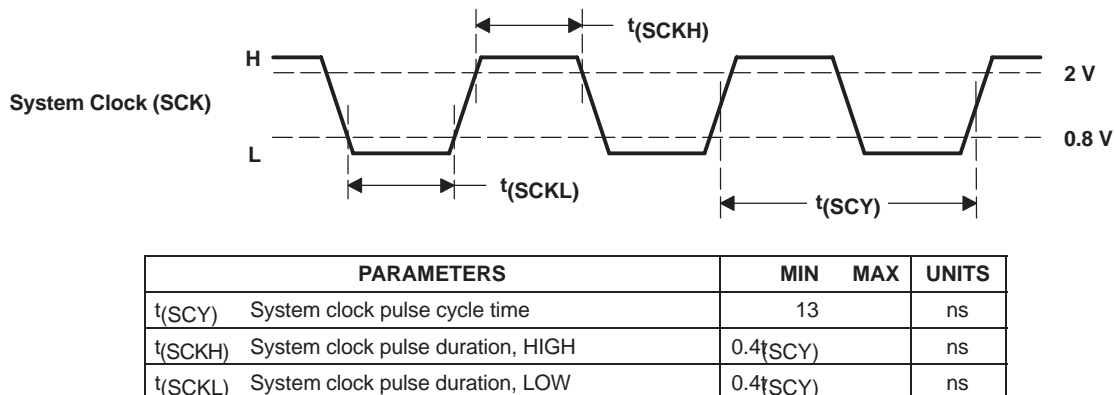 t(SCKH)
H
2 V
System Clock (SCK)
0.8 V
L
t(SCKL)
t(SCY)
PARAMETERS MIN MAX UNITS
t(SCY) System clock pulse cycle time 13 ns
t(SCKH) System clock pulse duration, HIGH 0.4t(SCY) ns
t(SCKL) System clock pulse duration, LOW 0.4t(SCY) ns